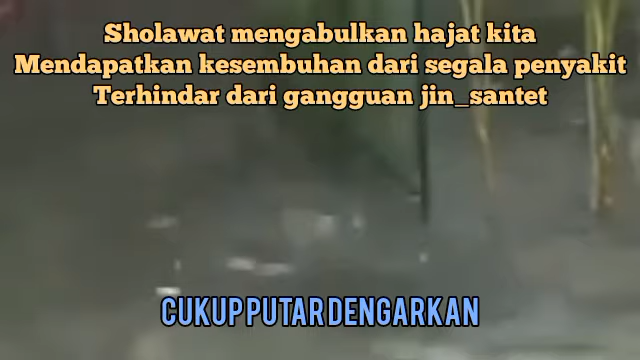 Sholawat mengabulkan hajat kita
Mendapatkan kesembuhan dari segala penyakit
Terhindar dari gangguan jin_santet
CUKUP PUTAR DENGARKAN